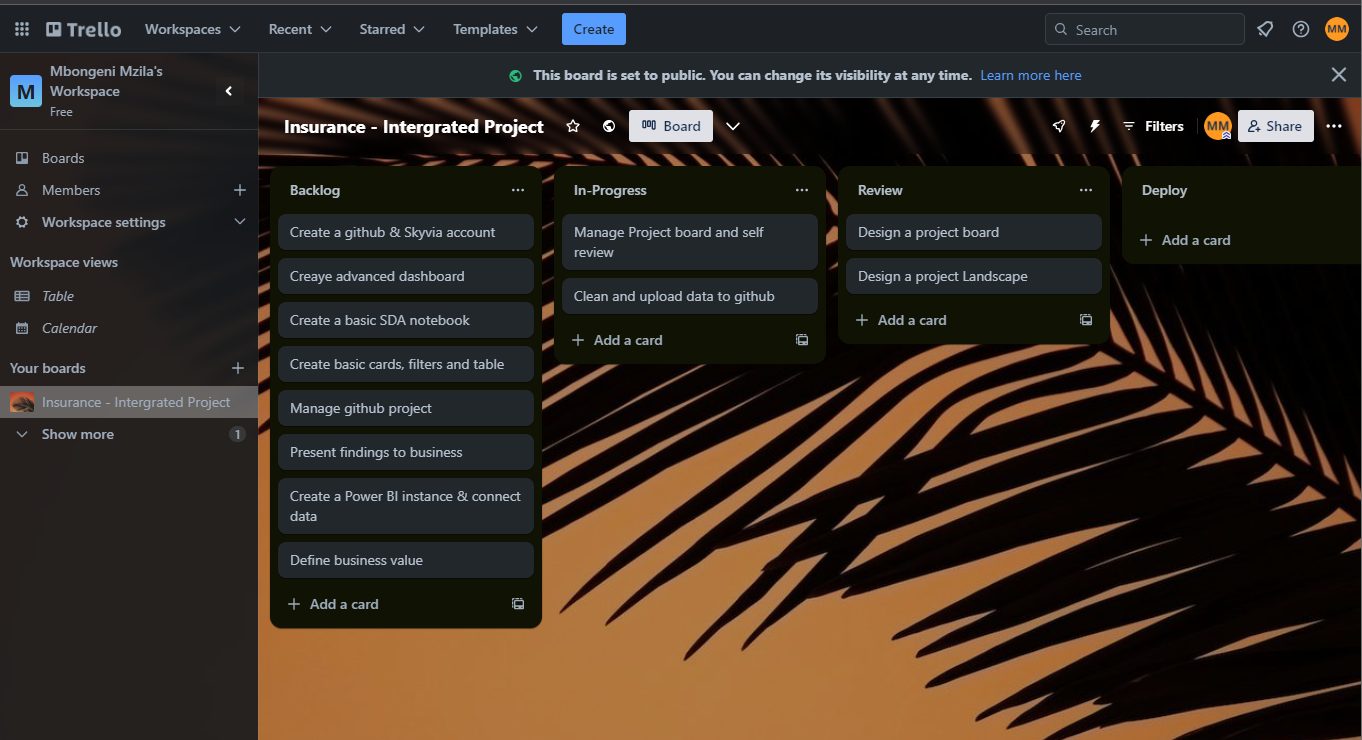 Trello
Workspaces
Recent
Starred
Templates
Create
Search
MM
M
Mbongeni Mzila's
Workspace
Free
This board is set to public. You can change its visibility at any time. Learn more here
Insurance - Intergrated Project
Board
Filters
MM
Share
Boards
Members
Workspace settings
Workspace views
Table
Calendar
Your boards
Insurance - Intergrated Project
Show more
1
Backlog
Create a github & Skyvia account
Creaye advanced dashboard
Create a basic SDA notebook
Create basic cards, filters and table
Manage github project
Present findings to business
Create a Power BI instance & connect
data
Define business value
Add a card
In-Progress
Manage Project board and self
review
Clean and upload data to github
Add a card
Review
Design a project board
Design a project Landscape
Add a card
Deploy
Add a card